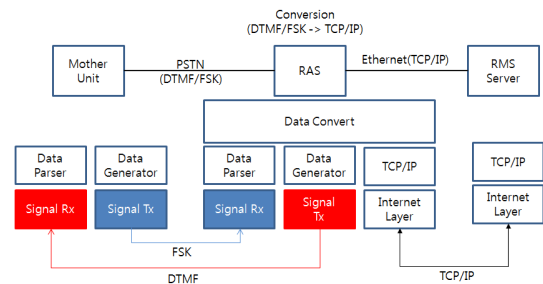 Conversion
(DTMF/FSK -> TCP/IP)
Mother
Unit
PSTN
(DTMF/FSK)
RAS
Ethernet(TCP/IP)
RMS
Server
Data Convert
Data
Parser
Data
Generator
Data
Parser
Data
Generator
TCP/IP
TCP/IP
Signal Rx
Signal Tx
Signal Rx
Signal
Tx
Internet
Layer
Internet
Layer
FSK
DTMF
TCP/IP